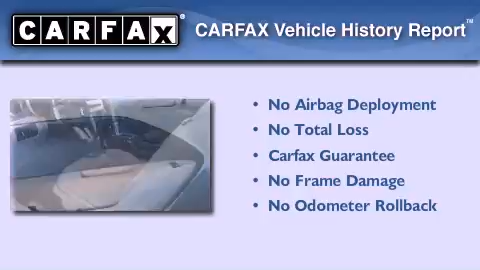 CARFAX® CARFAX Vehicle History Report™
• No Airbag Deployment
• No Total Loss
• Carfax Guarantee
• No Frame Damage
• No Odometer Rollback